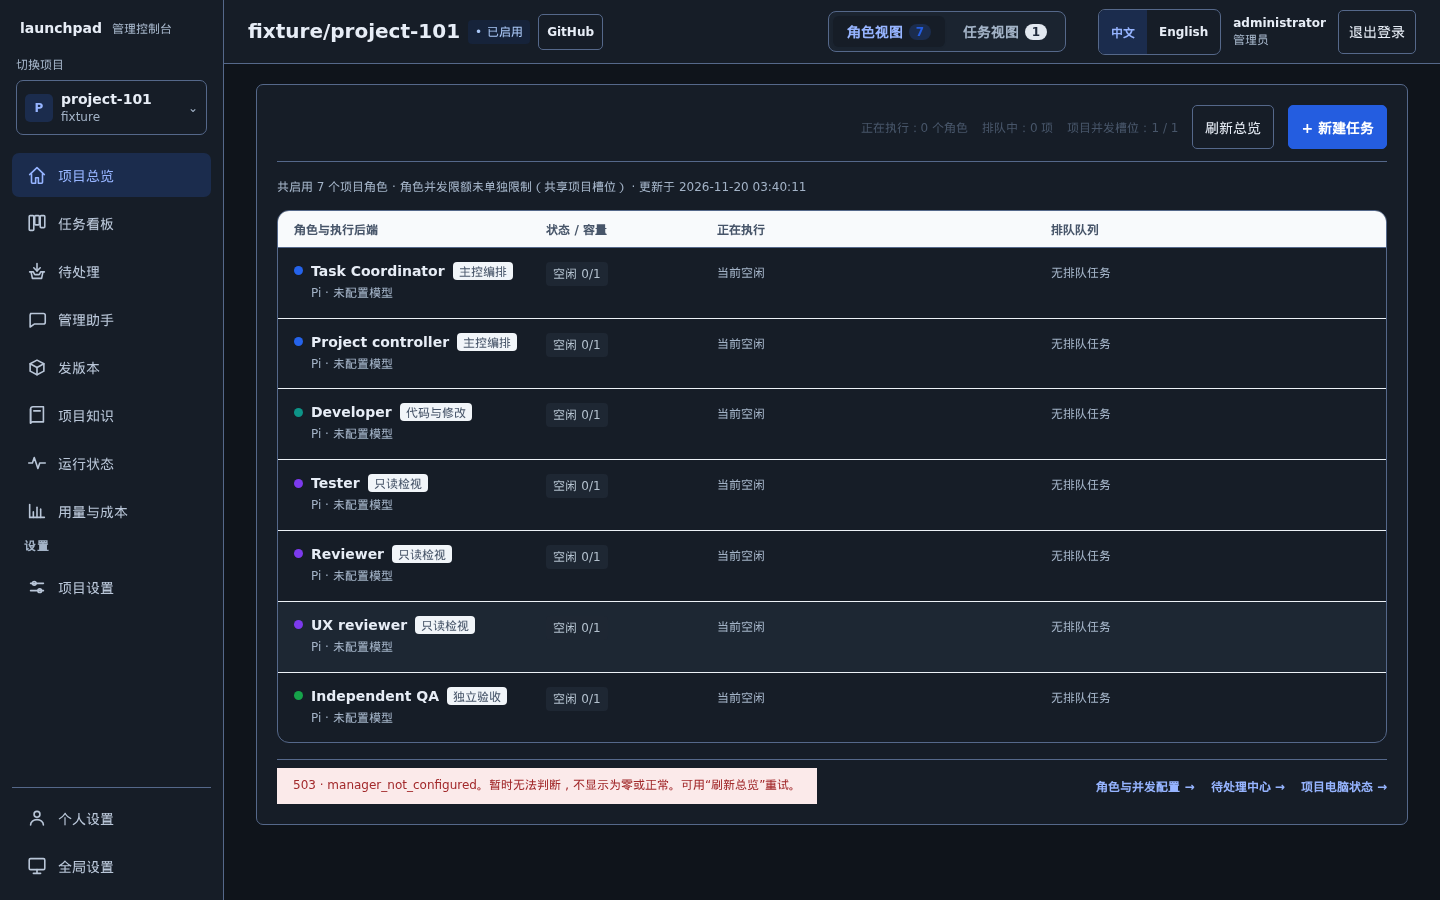 launchpad 管理控制台
切换项目
P
project-101
fixture
项目总览
任务看板
待处理
管理助手
发版本
项目知识
运行状态
用量与成本
设置
项目设置
个人设置
全局设置
fixture/project-101 • 已启用 GitHub
角色视图 7 任务视图 1
中文 English
administrator
管理员
退出登录
正在执行：0 个角色 排队中：0 项 项目并发槽位：1 / 1 刷新总览 + 新建任务
共启用 7 个项目角色 · 角色并发限额未单独限制（共享项目槽位） · 更新于 2026-11-20 03:40:11
角色与执行后端 状态 / 容量 正在执行 排队队列
Task Coordinator 主控编排 空闲 0/1 当前空闲 无排队任务
Pi · 未配置模型
Project controller 主控编排 空闲 0/1 当前空闲 无排队任务
Pi · 未配置模型
Developer 代码与修改 空闲 0/1 当前空闲 无排队任务
Pi · 未配置模型
Tester 只读检视 空闲 0/1 当前空闲 无排队任务
Pi · 未配置模型
Reviewer 只读检视 空闲 0/1 当前空闲 无排队任务
Pi · 未配置模型
UX reviewer 只读检视 空闲 0/1 当前空闲 无排队任务
Pi · 未配置模型
Independent QA 独立验收 空闲 0/1 当前空闲 无排队任务
Pi · 未配置模型
503 · manager_not_configured。暂时无法判断，不显示为零或正常。可用“刷新总览”重试。
角色与并发配置 → 待处理中心 → 项目电脑状态 →